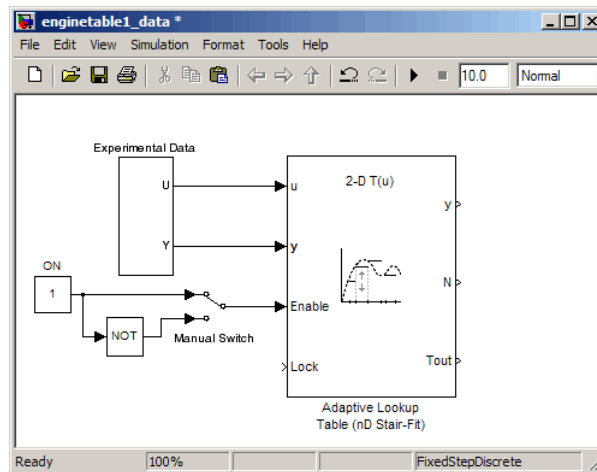 enginetable1_data *
File Edit View Simulation Format Tools Help
10.0 Normal
Experimental Data
U
Y
ON
1
NOT
Manual Switch
2-D T(u)
u
y
Enable
Lock
y
N
Tout
Adaptive Lookup
Table (nD Stair-Fit)
Ready 100% FixedStepDiscrete